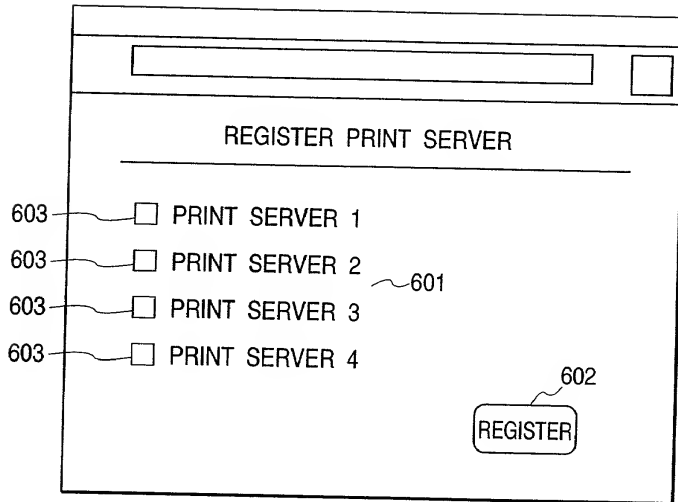 REGISTER PRINT SERVER
603 PRINT SERVER 1
603 PRINT SERVER 2
601
603 PRINT SERVER 3
603 PRINT SERVER 4
602
REGISTER